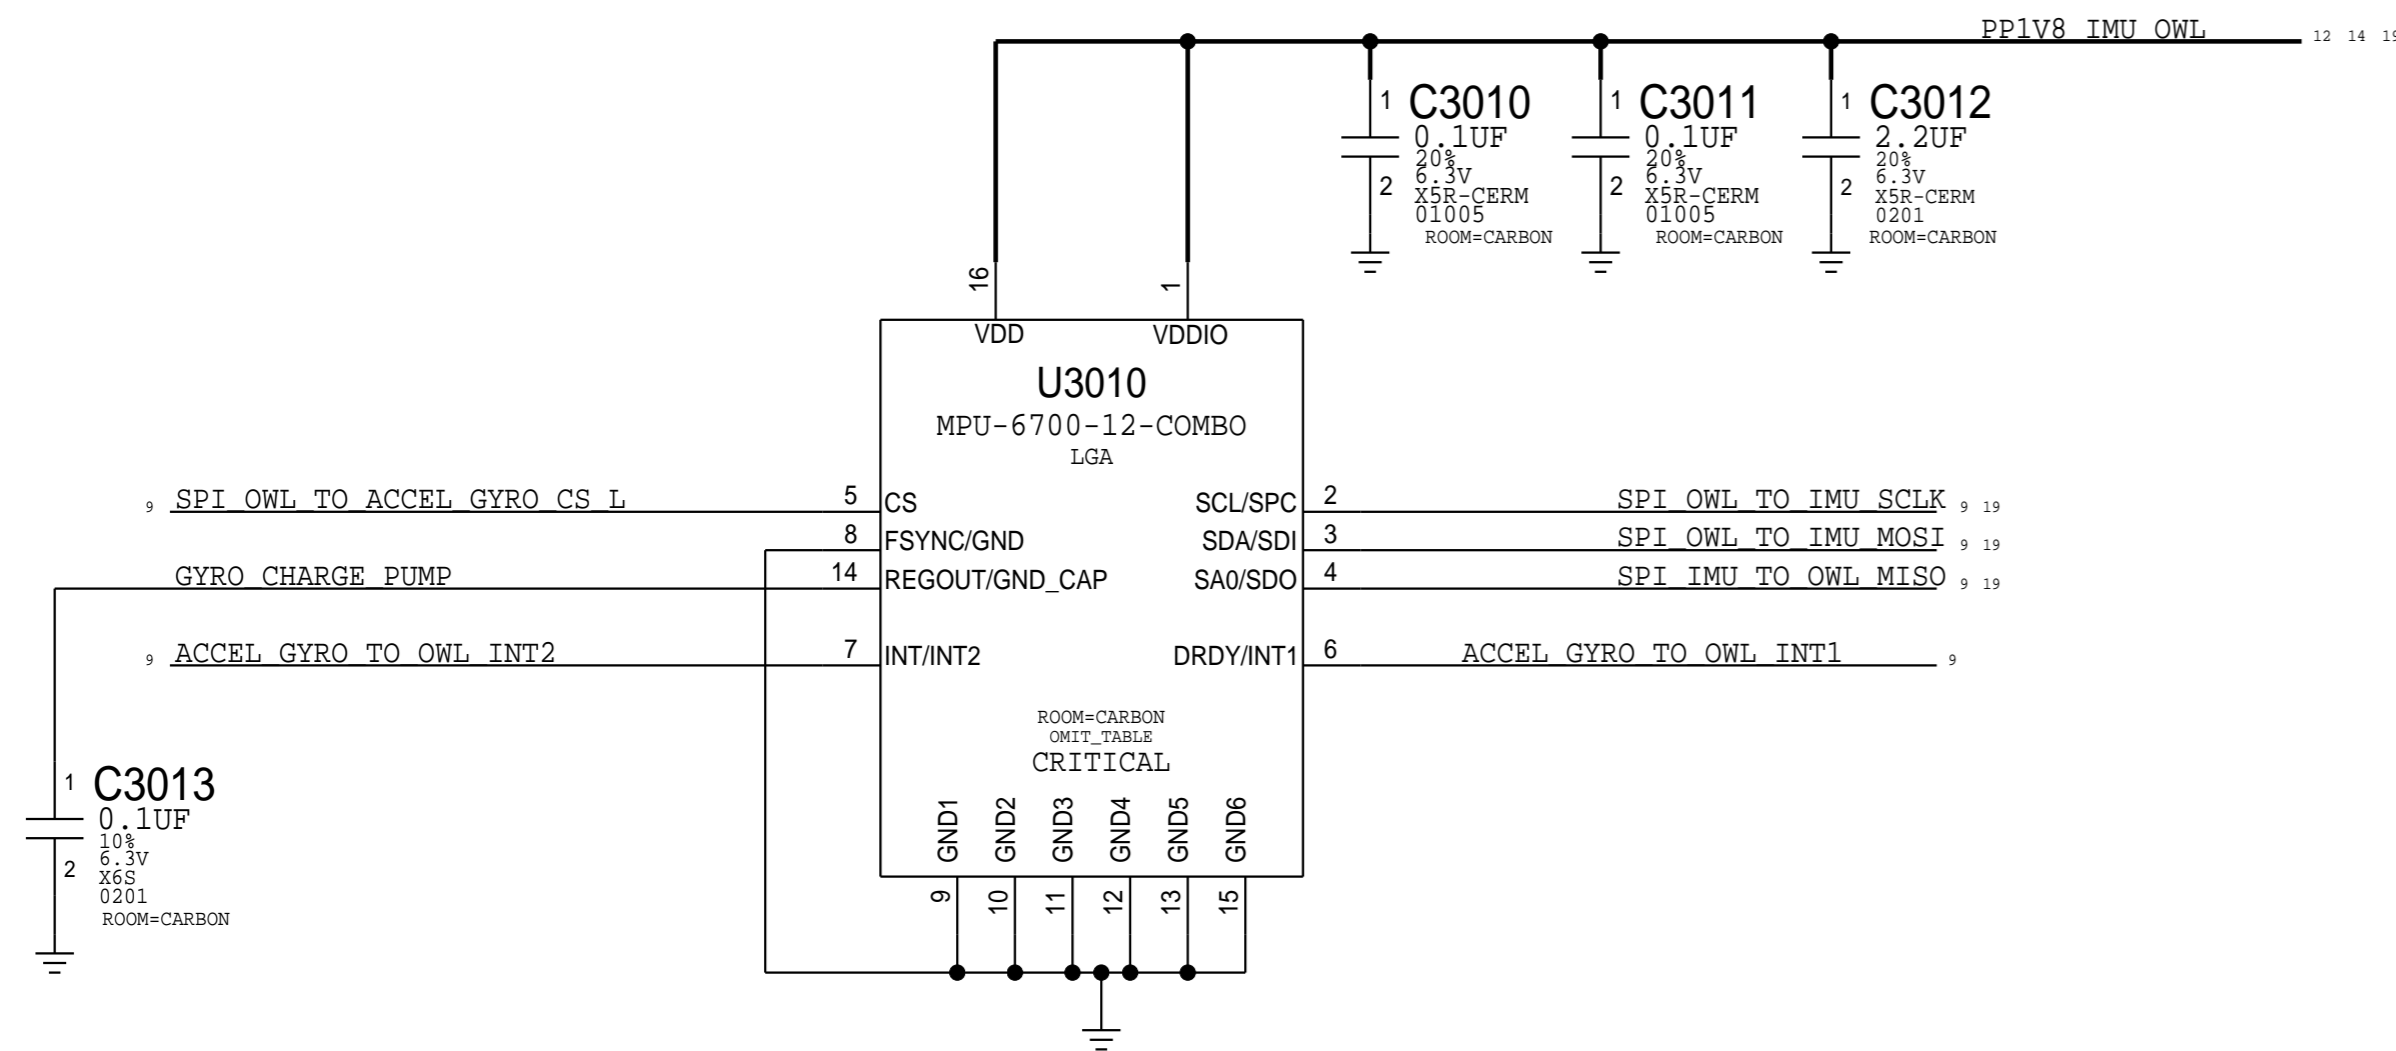 PP1V8_IMU_OWL 12 14 19
1 C3010
0.1UF
20%
6.3V
2 X5R-CERM
01005
ROOM=CARBON
1 C3011
0.1UF
20%
6.3V
2 X5R-CERM
01005
ROOM=CARBON
1 C3012
2.2UF
20%
6.3V
2 X5R-CERM
0201
ROOM=CARBON
16 1
VDD VDDIO
U3010
MPU-6700-12-COMBO
LGA
9 SPI_OWL_TO_ACCEL_GYRO_CS_L 5 CS SCL/SPC 2 SPI_OWL_TO_IMU_SCLK 9 19
8 FSYNC/GND SDA/SDI 3 SPI_OWL_TO_IMU_MOSI 9 19
GYRO_CHARGE_PUMP 14 REGOUT/GND_CAP SA0/SDO 4 SPI_IMU_TO_OWL_MISO 9 19
9 ACCEL_GYRO_TO_OWL_INT2 7 INT/INT2 DRDY/INT1 6 ACCEL_GYRO_TO_OWL_INT1 9
ROOM=CARBON
OMIT_TABLE
CRITICAL
GND1 GND2 GND3 GND4 GND5 GND6
9 10 11 12 13 15
1 C3013
0.1UF
10%
6.3V
2 X6S
0201
ROOM=CARBON